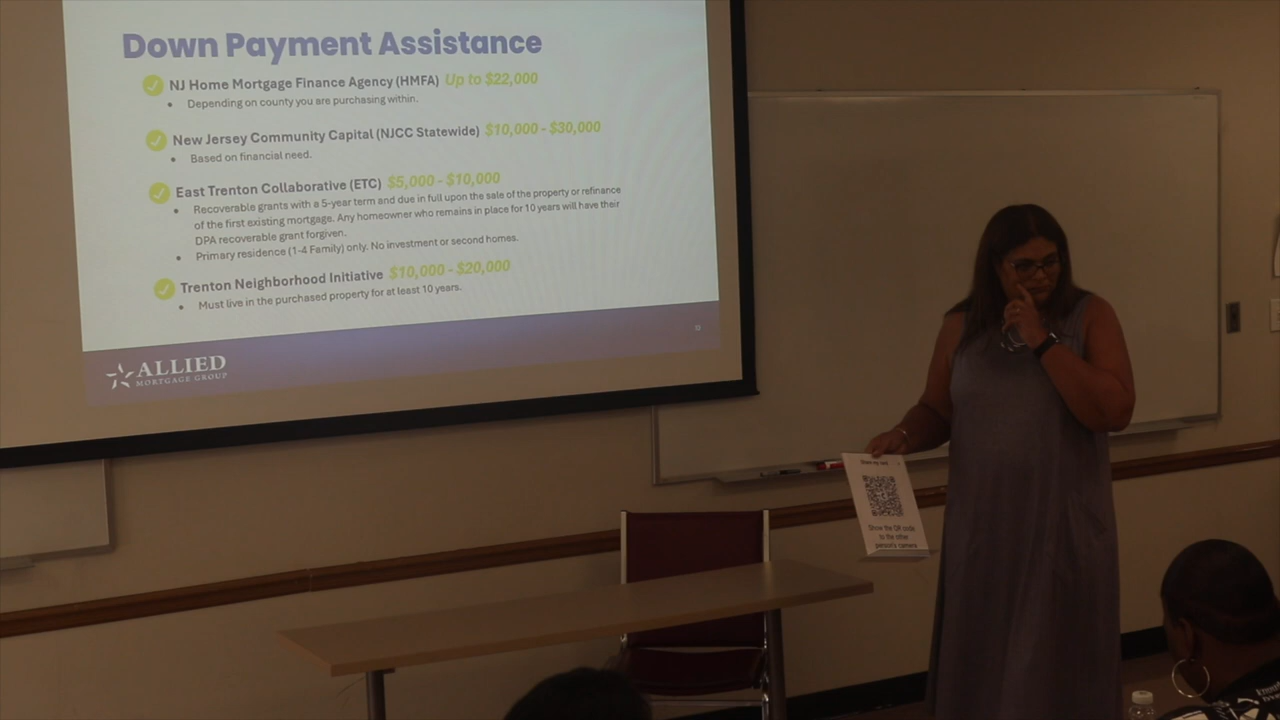 Down Payment Assistance
NJ Home Mortgage Finance Agency (HMFA) Up to $22,000
• Depending on county you are purchasing within.
New Jersey Community Capital (NJCC Statewide) $10,000 - $30,000
• Based on financial need.
East Trenton Collaborative (ETC) $5,000 - $10,000
• Recoverable grants with a 5-year term and due in full upon the sale of the property or refinance
of the first existing mortgage. Any homeowner who remains in place for 10 years will have their
DPA recoverable grant forgiven.
• Primary residence (1-4 Family) only. No investment or second homes.
Trenton Neighborhood Initiative $10,000 - $20,000
• Must live in the purchased property for at least 10 years.
ALLIED
MORTGAGE GROUP
Share my card
Show the QR code
to the other
person's camera